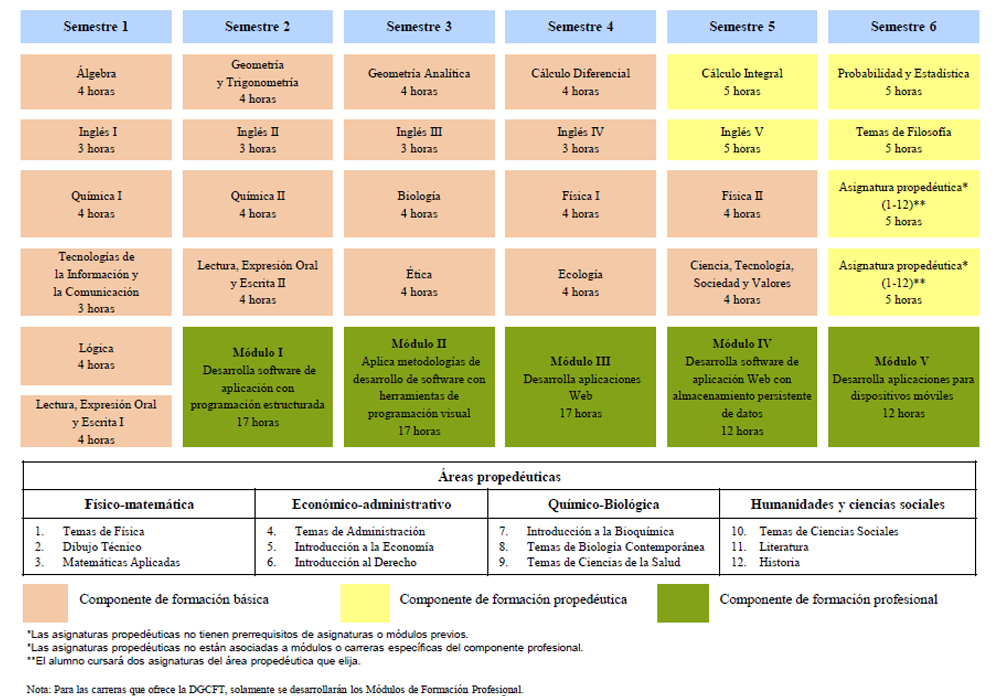 Semestre 1
Semestre 2
Semestre 3
Semestre 4
Semestre 5
Semestre 6
Álgebra
4 horas
Geometría
y Trigonometría
4 horas
Geometría Analítica
4 horas
Cálculo Diferencial
4 horas
Cálculo Integral
5 horas
Probabilidad y Estadística
5 horas
Inglés I
3 horas
Inglés II
3 horas
Inglés III
3 horas
Inglés IV
3 horas
Inglés V
5 horas
Temas de Filosofía
5 horas
Química I
4 horas
Química II
4 horas
Biología
4 horas
Física I
4 horas
Física II
4 horas
Asignatura propedéutica*
(1-12)**
5 horas
Tecnologías de
la Información y
la Comunicación
3 horas
Lectura, Expresión Oral
y Escrita II
4 horas
Ética
4 horas
Ecología
4 horas
Ciencia, Tecnología,
Sociedad y Valores
4 horas
Asignatura propedéutica*
(1-12)**
5 horas
Lógica
4 horas
Lectura, Expresión Oral
y Escrita I
4 horas
Módulo I
Desarrolla software de
aplicación con
programación estructurada
17 horas
Módulo II
Aplica metodologías de
desarrollo de software con
herramientas de
programación visual
17 horas
Módulo III
Desarrolla aplicaciones
Web
17 horas
Módulo IV
Desarrolla software de
aplicación Web con
almacenamiento persistente
de datos
12 horas
Módulo V
Desarrolla aplicaciones para
dispositivos móviles
12 horas
Áreas propedéuticas
Físico-matemática
Económico-administrativo
Químico-Biológica
Humanidades y ciencias sociales
1. Temas de Física
2. Dibujo Técnico
3. Matemáticas Aplicadas
4. Temas de Administración
5. Introducción a la Economía
6. Introducción al Derecho
7. Introducción a la Bioquímica
8. Temas de Biología Contemporánea
9. Temas de Ciencias de la Salud
10. Temas de Ciencias Sociales
11. Literatura
12. Historia
Componente de formación básica
Componente de formación propedéutica
Componente de formación profesional
*Las asignaturas propedéuticas no tienen prerrequisitos de asignaturas o módulos previos.
*Las asignaturas propedéuticas no están asociadas a módulos o carreras específicas del componente profesional.
**El alumno cursará dos asignaturas del área propedéutica que elija.
Nota: Para las carreras que ofrece la DGCFT, solamente se desarrollarán los Módulos de Formación Profesional.